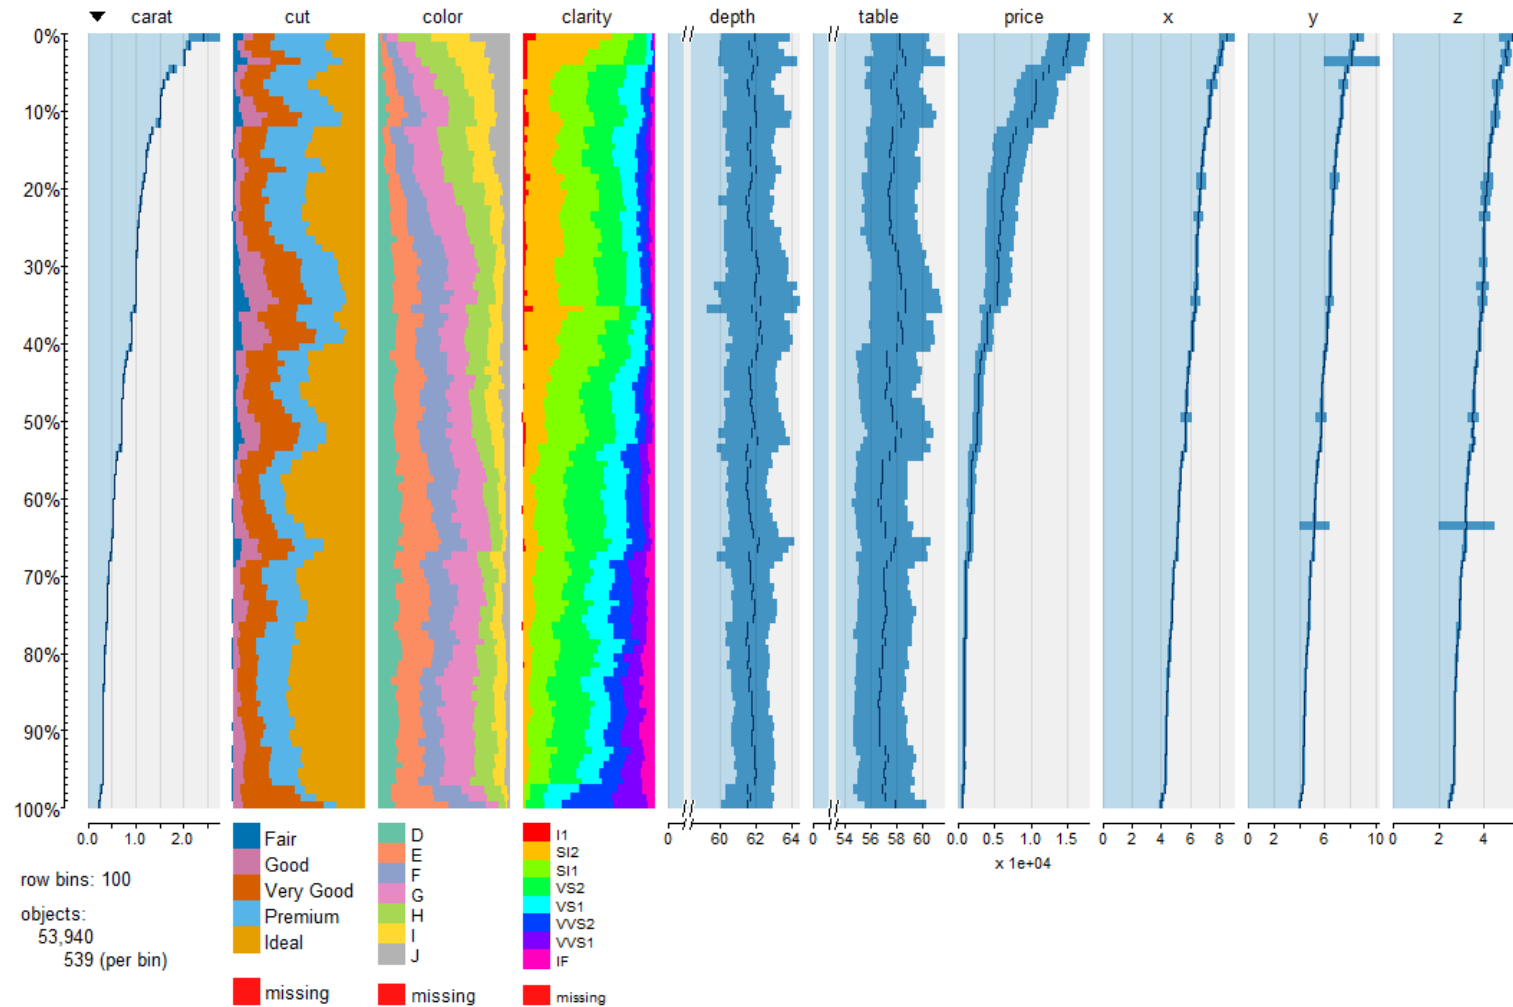 carat cut color clarity depth table price x y z
0%
10%
20%
30%
40%
50%
60%
70%
80%
90%
100%
0.0 1.0 2.0
0 60 62 64
0 54 56 58 60
0.0 0.5 1.0 1.5
x 1e+04
0 4 6 8
0 6 10
0 2 4
row bins: 100
objects:
53,940
539 (per bin)
Fair
Good
Very Good
Premium
Ideal
missing
D
E
F
G
H
I
J
missing
I1
SI2
SI1
VS2
VS1
VVS2
VVS1
IF
missing